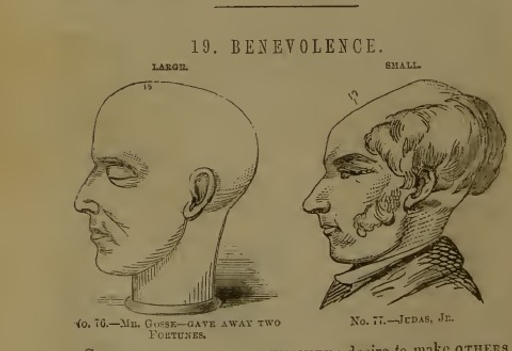 19. BENEVOLENCE.
LARGE.
SMALL.
19
19
No. 76.—Mr. Gosse—gave away two
Fortunes.
No. 77.—Judas, Jr.
desire to make OTHERS